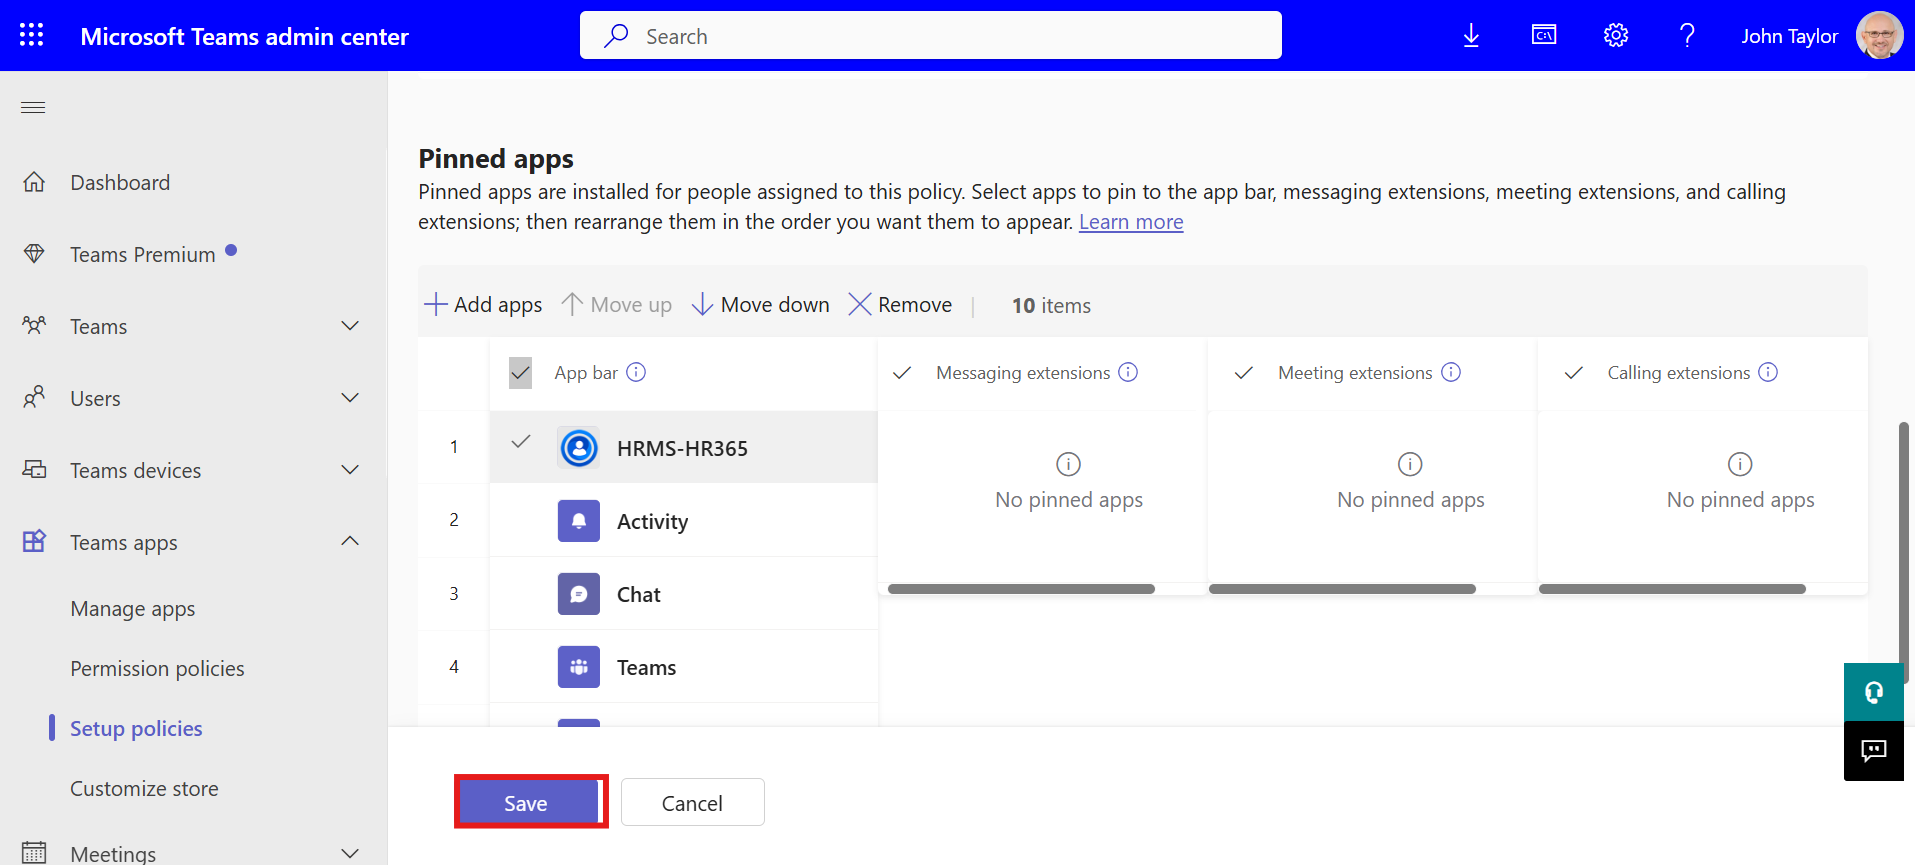 Microsoft Teams admin center
Search
John Taylor
Dashboard
Teams Premium
Teams
Users
Teams devices
Teams apps
Manage apps
Permission policies
Setup policies
Customize store
Meetings
Pinned apps
Pinned apps are installed for people assigned to this policy. Select apps to pin to the app bar, messaging extensions, meeting extensions, and calling
extensions; then rearrange them in the order you want them to appear. Learn more
Add apps Move up Move down Remove | 10 items
App bar Messaging extensions Meeting extensions Calling extensions
1 HRMS-HR365
No pinned apps No pinned apps No pinned apps
2 Activity
3 Chat
4 Teams
Save Cancel